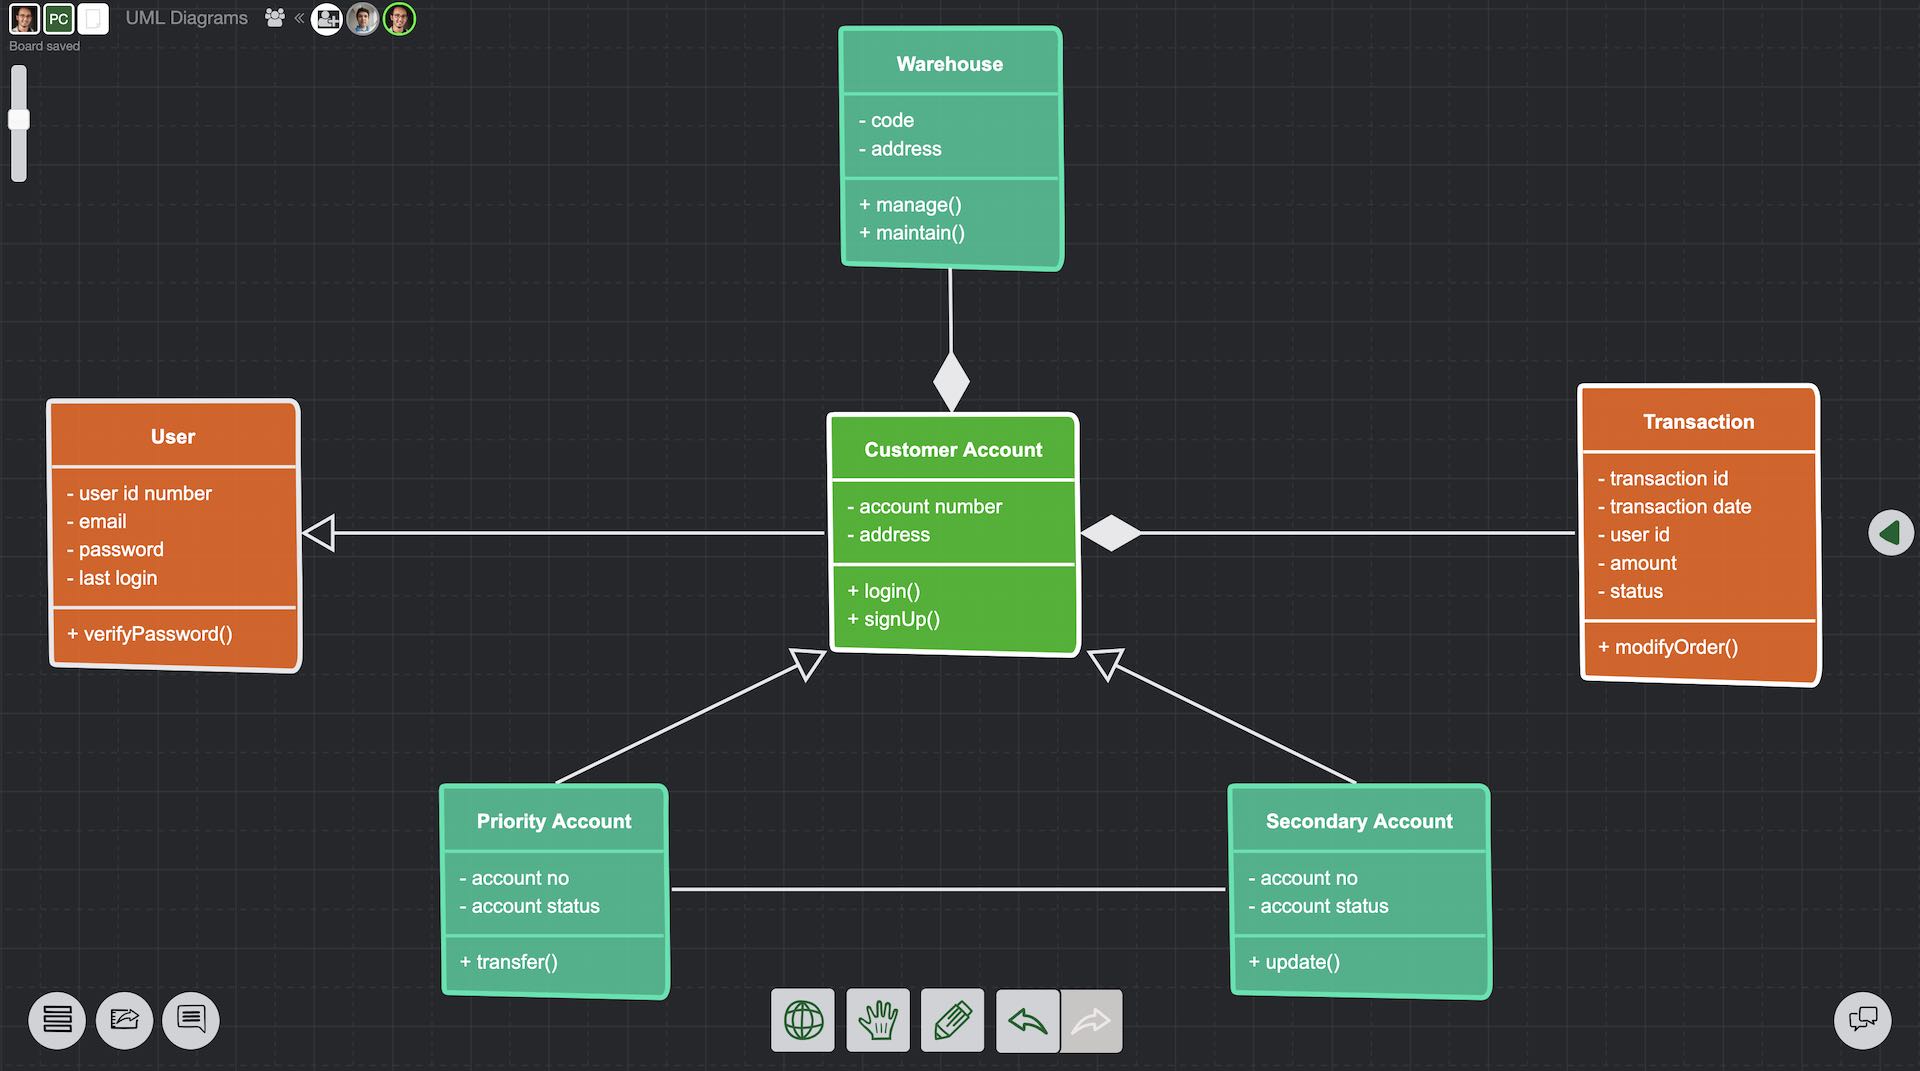 PC
UML Diagrams
Board saved
Warehouse
- code
- address
+ manage()
+ maintain()
User
- user id number
- email
- password
- last login
+ verifyPassword()
Customer Account
- account number
- address
+ login()
+ signUp()
Transaction
- transaction id
- transaction date
- user id
- amount
- status
+ modifyOrder()
Priority Account
- account no
- account status
+ transfer()
Secondary Account
- account no
- account status
+ update()